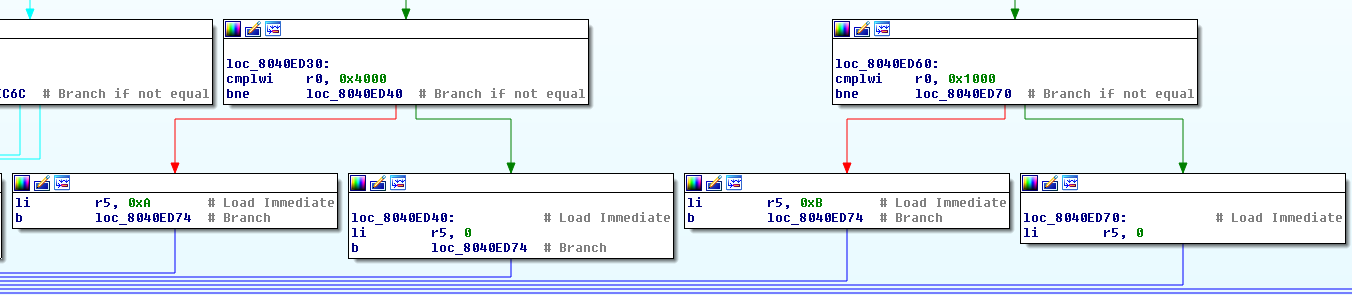 C6C # Branch if not equal
loc_8040ED30:
cmplwi r0, 0x4000
bne loc_8040ED40 # Branch if not equal
loc_8040ED60:
cmplwi r0, 0x1000
bne loc_8040ED70 # Branch if not equal
li r5, 0xA # Load Immediate
b loc_8040ED74 # Branch
loc_8040ED40: # Load Immediate
li r5, 0
b loc_8040ED74 # Branch
li r5, 0xB # Load Immediate
b loc_8040ED74 # Branch
loc_8040ED70: # Load Immediate
li r5, 0